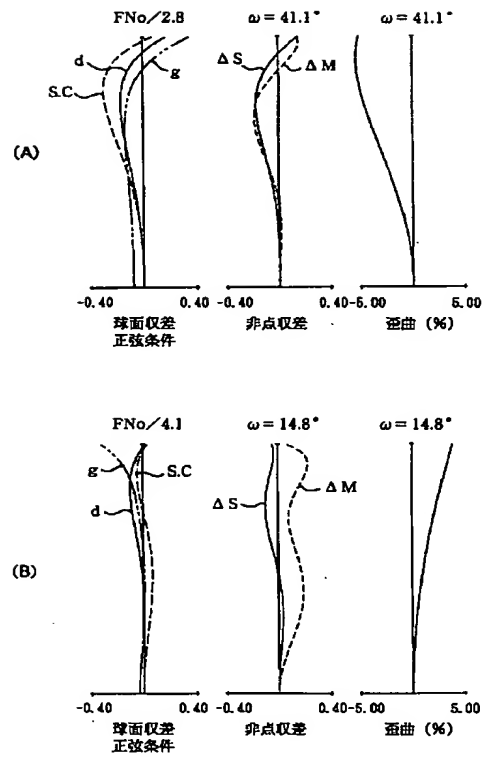 FNo/2.8
ω=41.1°
ω=41.1°
d
g
S.C
ΔS
ΔM
(A)
-0.40
0.40
-0.40
0.40
-5.00
5.00
球面収差
正弦条件
非点収差
歪曲 (%)
FNo/4.1
ω=14.8°
ω=14.8°
g
S.C
d
ΔS
ΔM
(B)
-0.40
0.40
-0.40
0.40
-5.00
5.00
球面収差
正弦条件
非点収差
歪曲 (%)